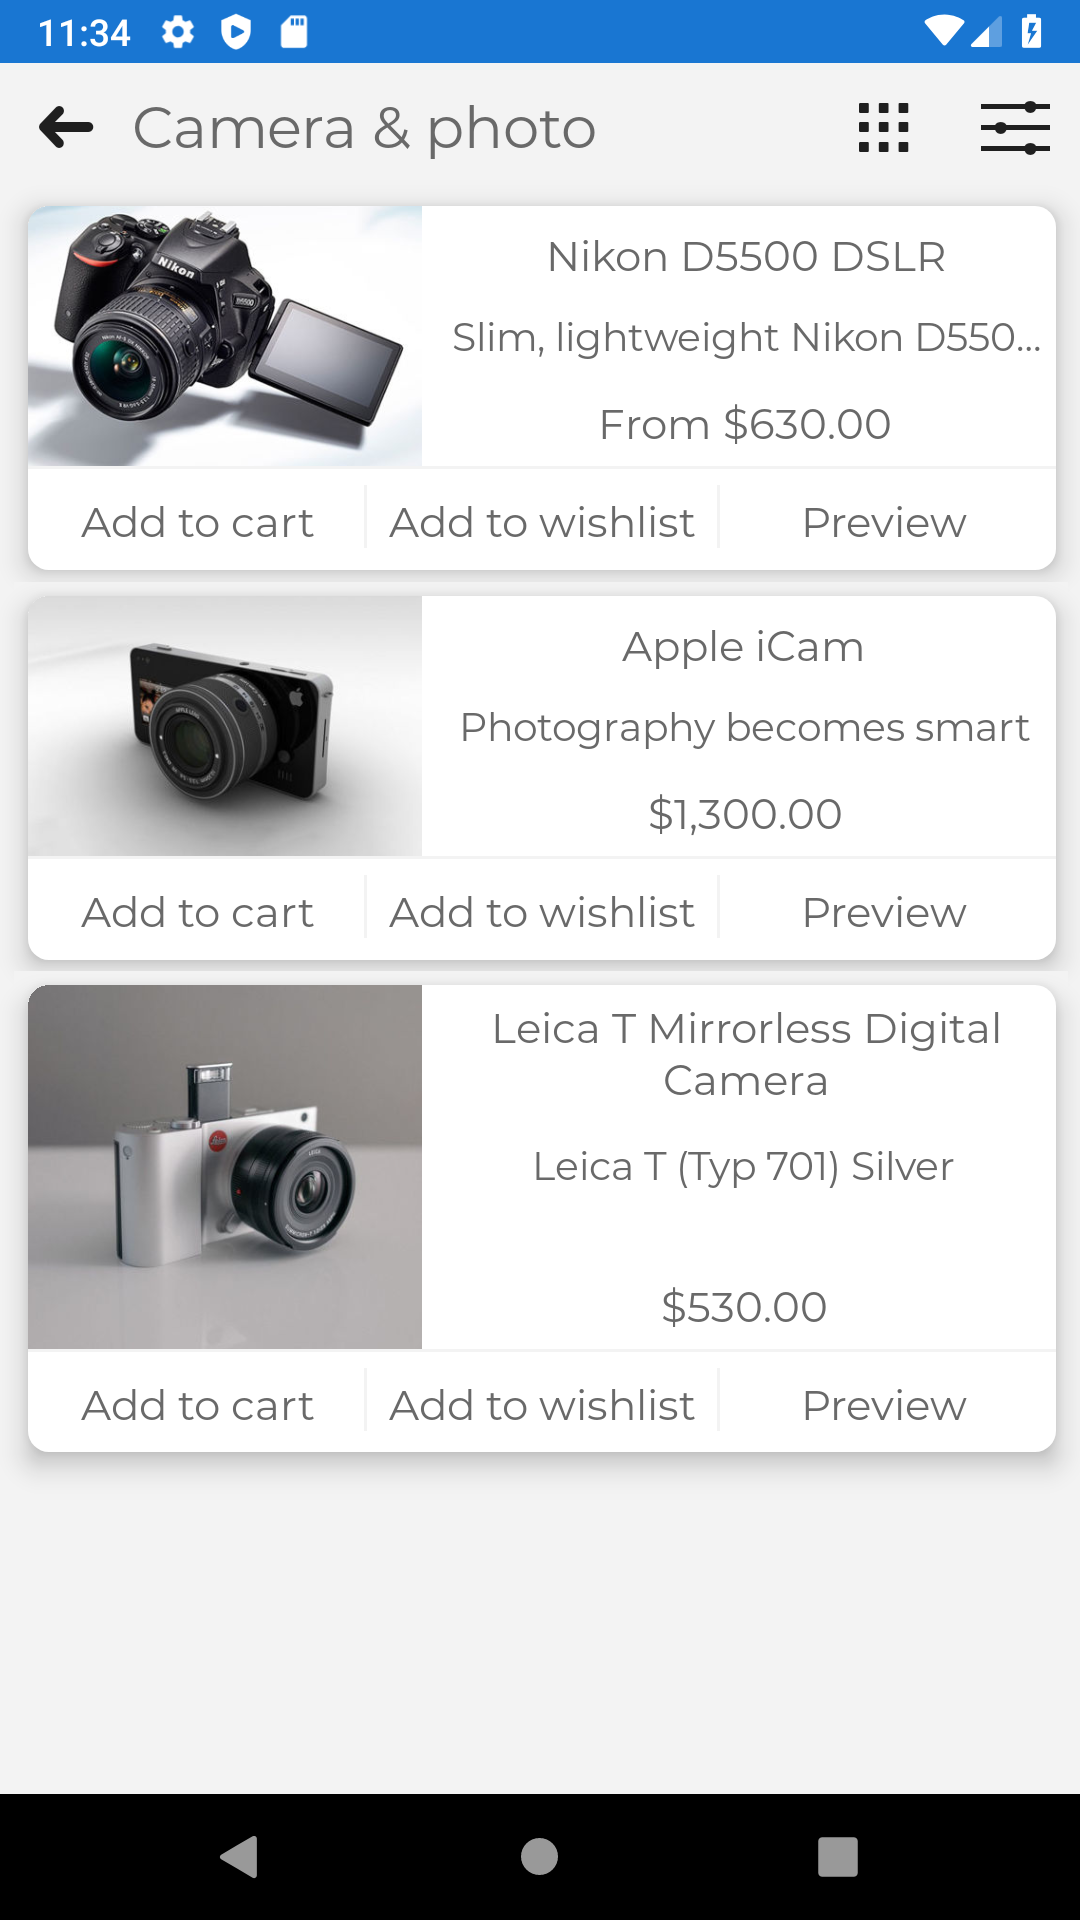 11:34
Camera & photo
Nikon
D5500
Nikon D5500 DSLR
Slim, lightweight Nikon D550...
From $630.00
Add to cart
Add to wishlist
Preview
Apple iCam
Photography becomes smart
$1,300.00
Add to cart
Add to wishlist
Preview
Leica T Mirrorless Digital
Camera
Leica T (Typ 701) Silver
$530.00
Add to cart
Add to wishlist
Preview